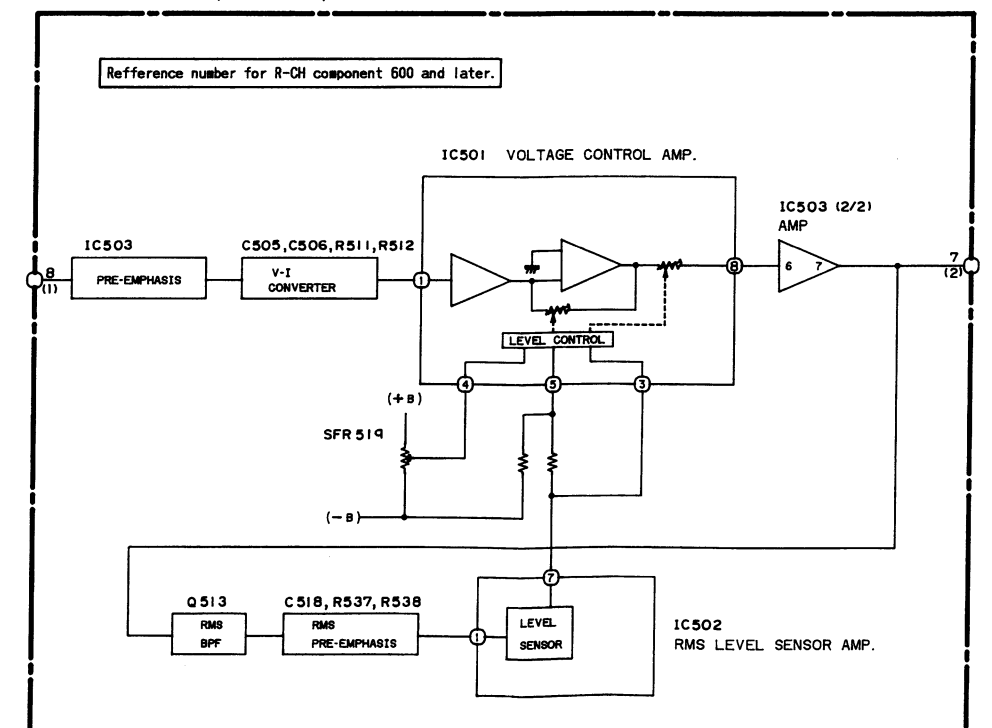 Refference number for R-CH component 600 and later.
IC501 VOLTAGE CONTROL AMP.
IC503 (2/2)
AMP
IC503
C505,C506,R511,R512
8
(1)
PRE-EMPHASIS
V-I
CONVERTER
1
8
6 7
7
(2)
LEVEL CONTROL
4
5
3
(+B)
SFR519
(-B)
7
Q513
C518, R537, R538
RMS
BPF
RMS
PRE-EMPHASIS
1
LEVEL
SENSOR
IC502
RMS LEVEL SENSOR AMP.